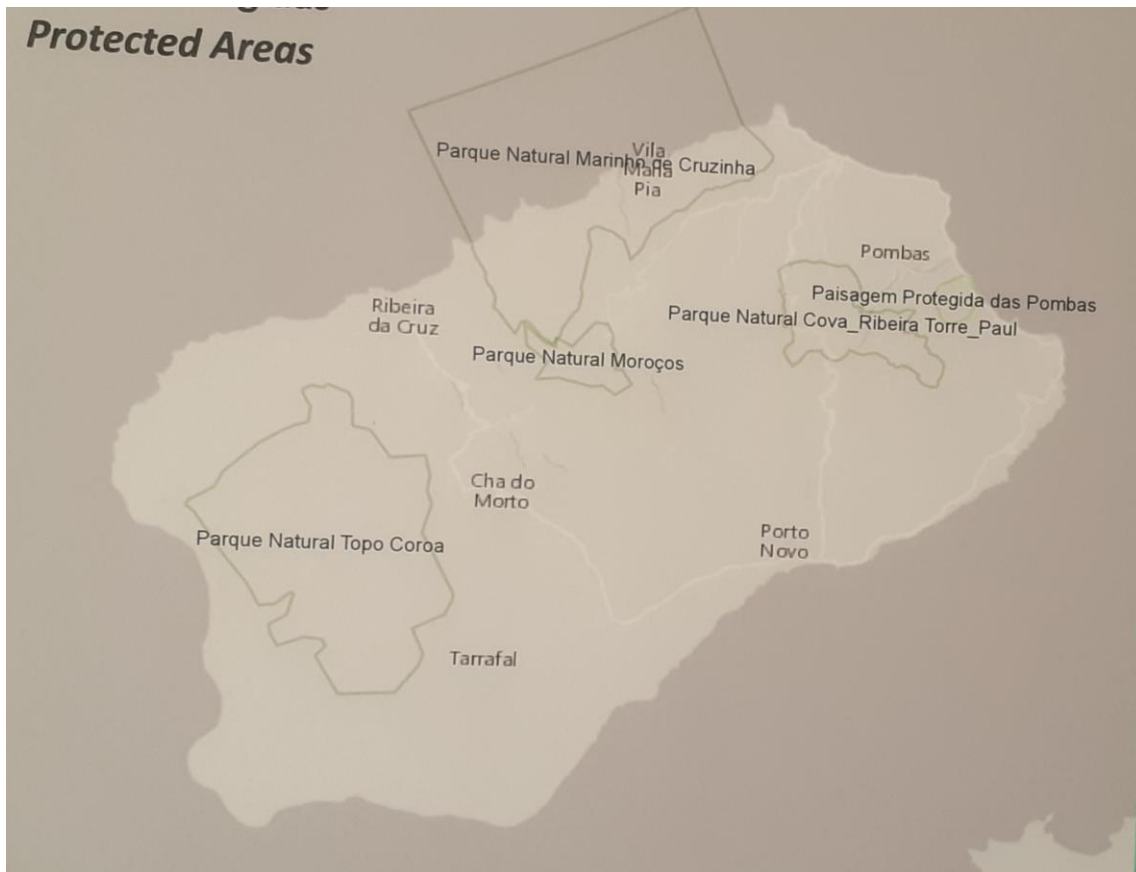 Protected Areas
Parque Natural Marinho de Cruzinha
Vila
Maria
Pia
Pombas
Paisagem Protegida das Pombas
Parque Natural Cova_Ribeira Torre_Paul
Ribeira
da Cruz
Parque Natural Moroços
Cha do
Morto
Parque Natural Topo Coroa
Porto
Novo
Tarrafal